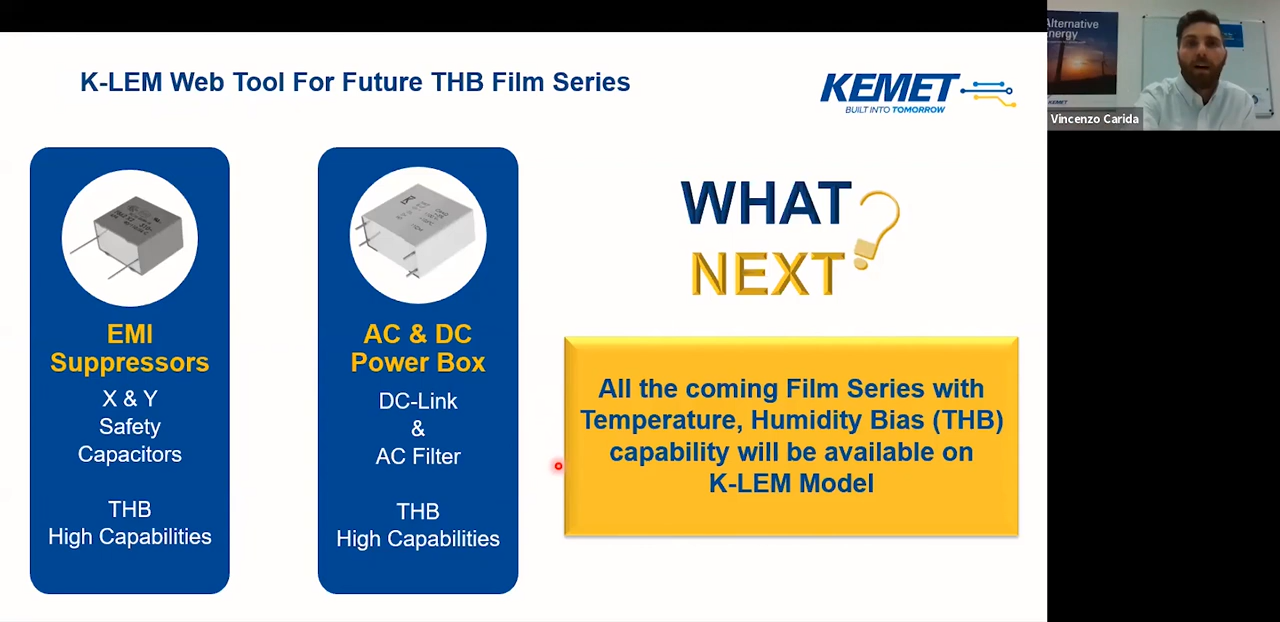 K-LEM Web Tool For Future THB Film Series
KEMET
BUILT INTO TOMORROW
EMI
Suppressors
X & Y
Safety
Capacitors
THB
High Capabilities
AC & DC
Power Box
DC-Link
&
AC Filter
THB
High Capabilities
WHAT
NEXT?
All the coming Film Series with
Temperature, Humidity Bias (THB)
capability will be available on
K-LEM Model
Alternative
Energy
KEMET
Vincenzo Carida